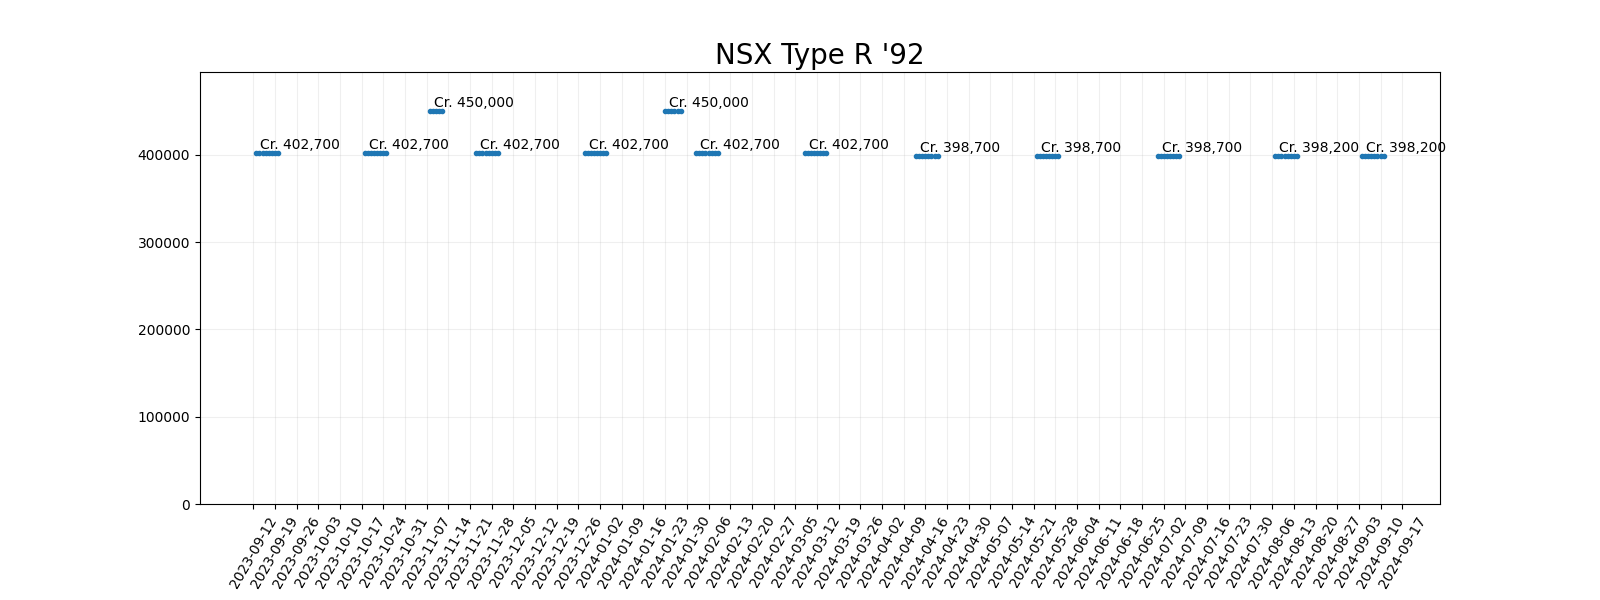 NSX Type R '92
Cr. 450,000 Cr. 450,000
Cr. 402,700 Cr. 402,700 Cr. 402,700 Cr. 402,700 Cr. 402,700 Cr. 402,700 Cr. 398,700 Cr. 398,700 Cr. 398,700 Cr. 398,200 Cr. 398,200
400000
300000
200000
100000
0
2023-09-12 2023-09-19 2023-09-26 2023-10-03 2023-10-10 2023-10-17 2023-10-24 2023-10-31 2023-11-07 2023-11-14 2023-11-21 2023-11-28 2023-12-05 2023-12-12 2023-12-19 2023-12-26 2024-01-02 2024-01-09 2024-01-16 2024-01-23 2024-01-30 2024-02-06 2024-02-13 2024-02-20 2024-02-27 2024-03-05 2024-03-12 2024-03-19 2024-03-26 2024-04-02 2024-04-09 2024-04-16 2024-04-23 2024-04-30 2024-05-07 2024-05-14 2024-05-21 2024-05-28 2024-06-04 2024-06-11 2024-06-18 2024-06-25 2024-07-02 2024-07-09 2024-07-16 2024-07-23 2024-07-30 2024-08-06 2024-08-13 2024-08-20 2024-08-27 2024-09-03 2024-09-10 2024-09-17